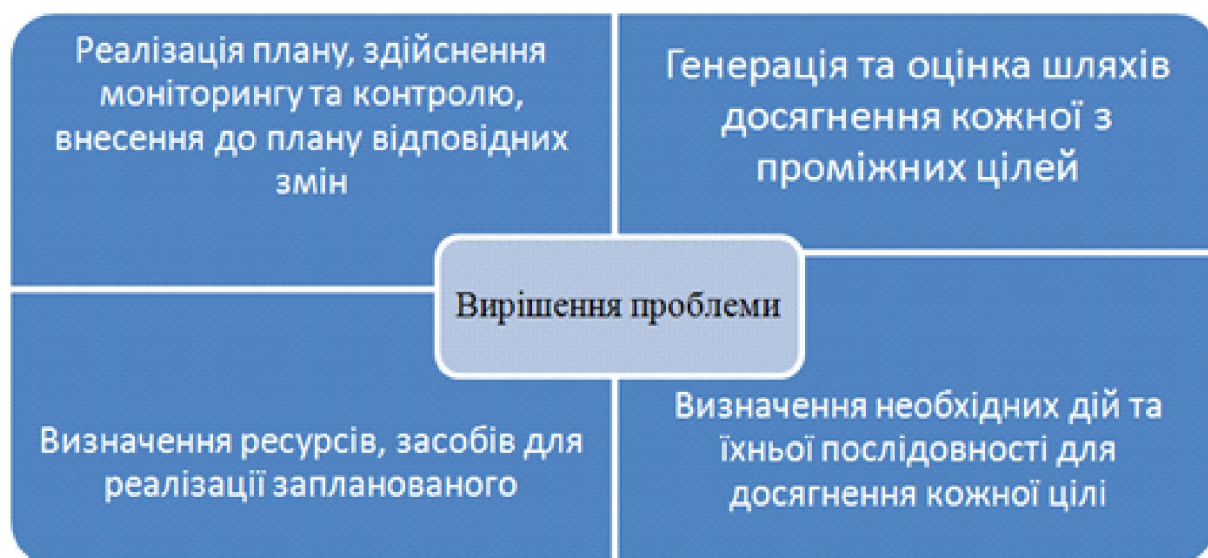 Реалізація плану, здійснення
моніторингу та контролю,
внесення до плану відповідних
змін
Генерація та оцінка шляхів
досягнення кожної з
проміжних цілей
Вирішення проблеми
Визначення ресурсів, засобів для
реалізації запланованого
Визначення необхідних дій та
їхньої послідовності для
досягнення кожної цілі